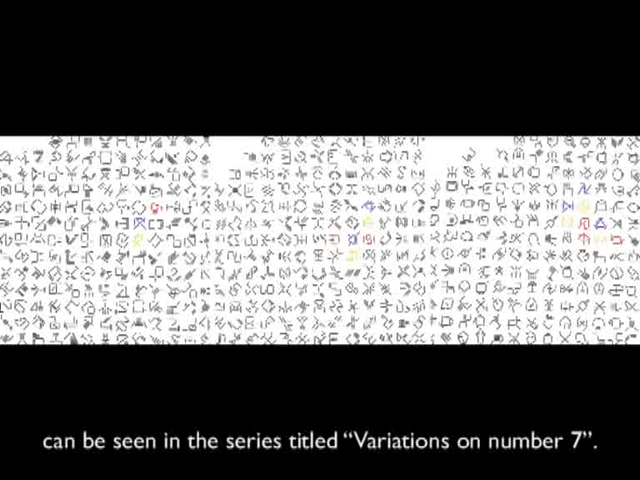 can be seen in the series titled “Variations on number 7”.